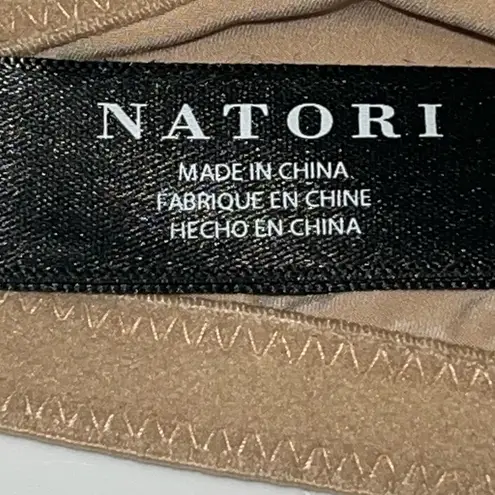 NATORI
MADE IN CHINA
FABRIQUE EN CHINE
HECHO EN CHINA